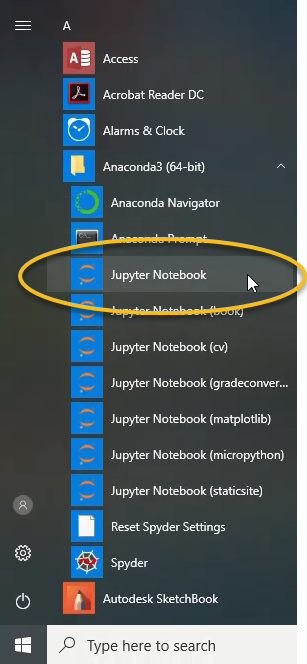 A
Access
Acrobat Reader DC
Alarms & Clock
Anaconda3 (64-bit)
Anaconda Navigator
Anaconda Prompt
Jupyter Notebook
Jupyter Notebook (book)
Jupyter Notebook (cv)
Jupyter Notebook (gradeconver...
Jupyter Notebook (matplotlib)
Jupyter Notebook (micropython)
Jupyter Notebook (staticsite)
Reset Spyder Settings
Spyder
Autodesk SketchBook
Type here to search